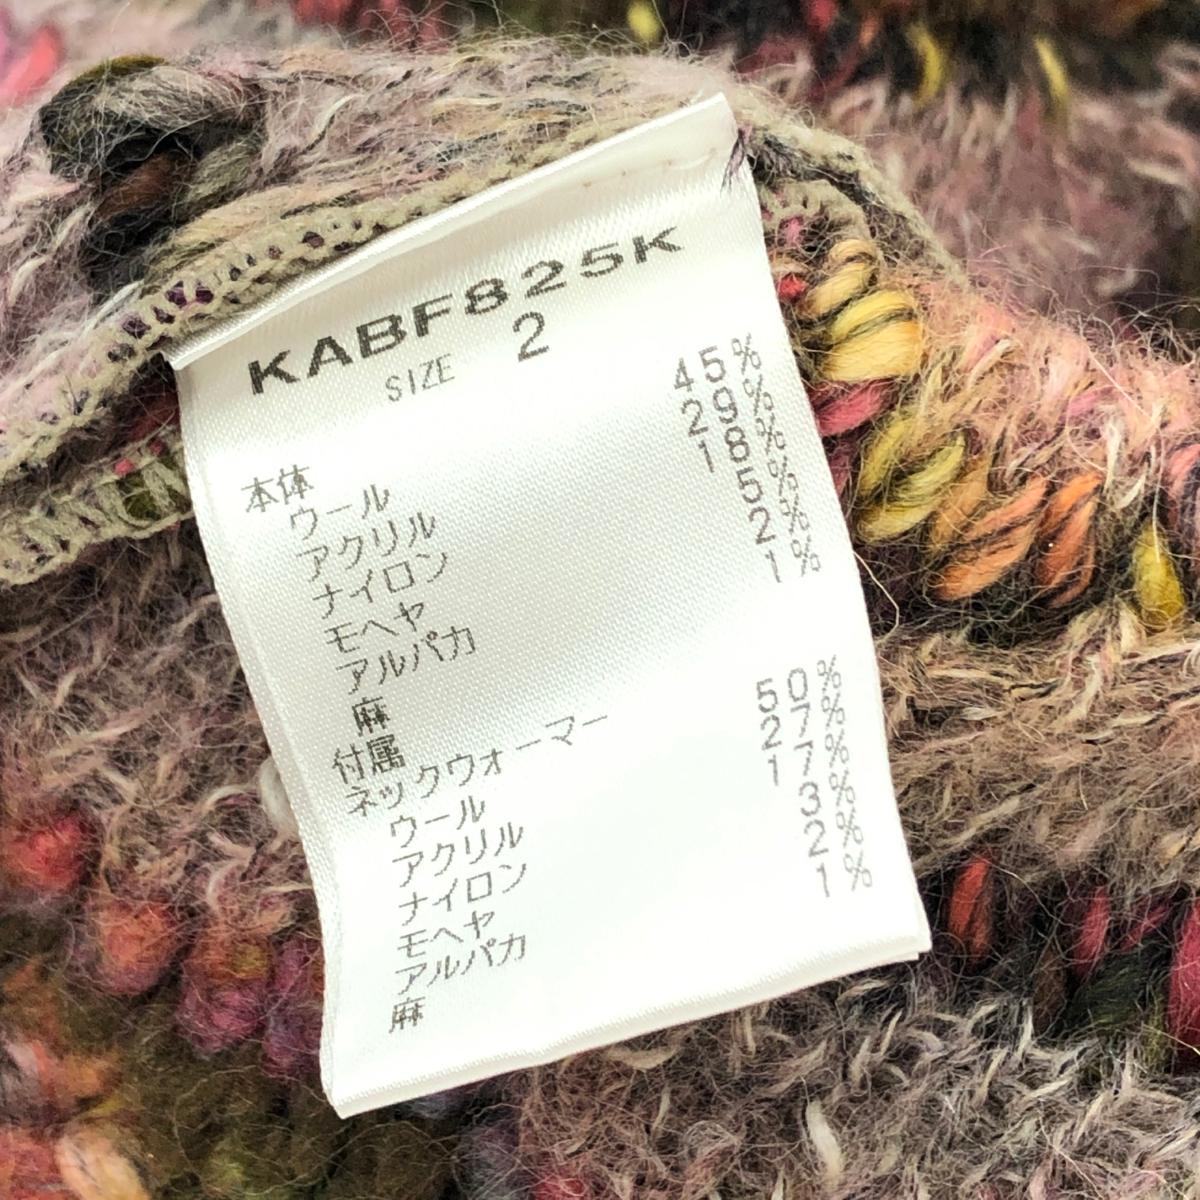 KABF825K
SIZE 2
本体
ウール 45%
アクリル 29%
ナイロン 18%
モヘヤ 5%
アルパカ 2%
麻 1%
付属
ネックウォーマー
ウール 50%
アクリル 27%
ナイロン 17%
モヘヤ 3%
アルパカ 2%
麻 1%